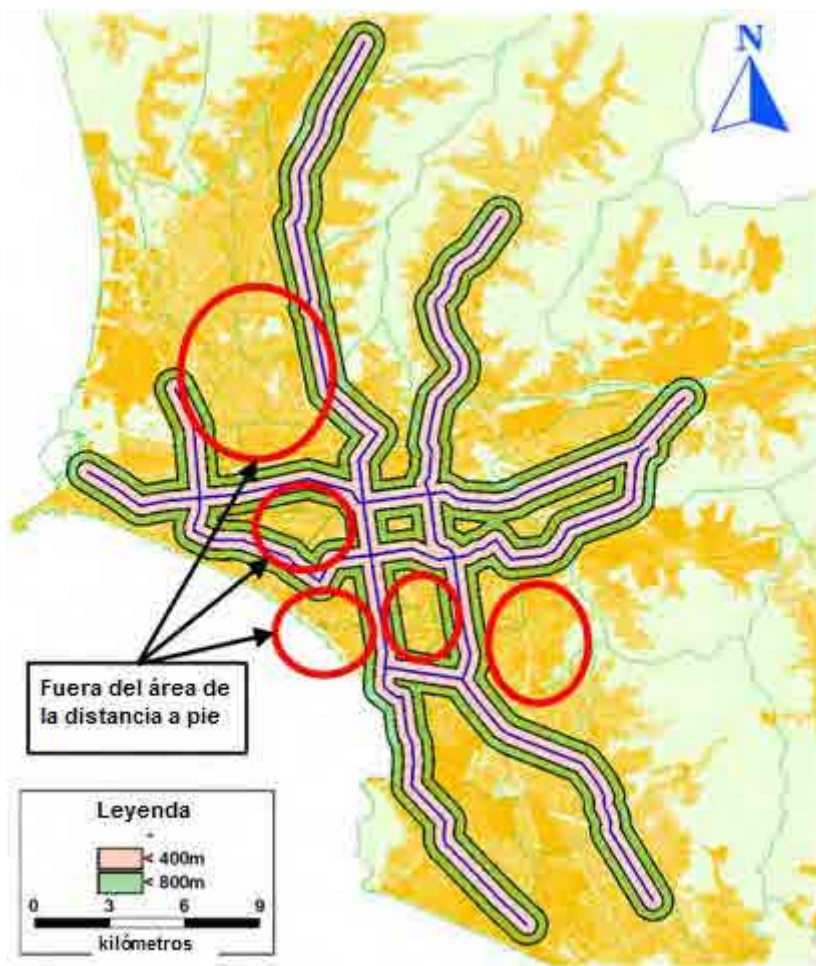 N
Fuera del área de
la distancia a pie
Leyenda
< 400m
< 800m
0 3 6 9
kilómetros